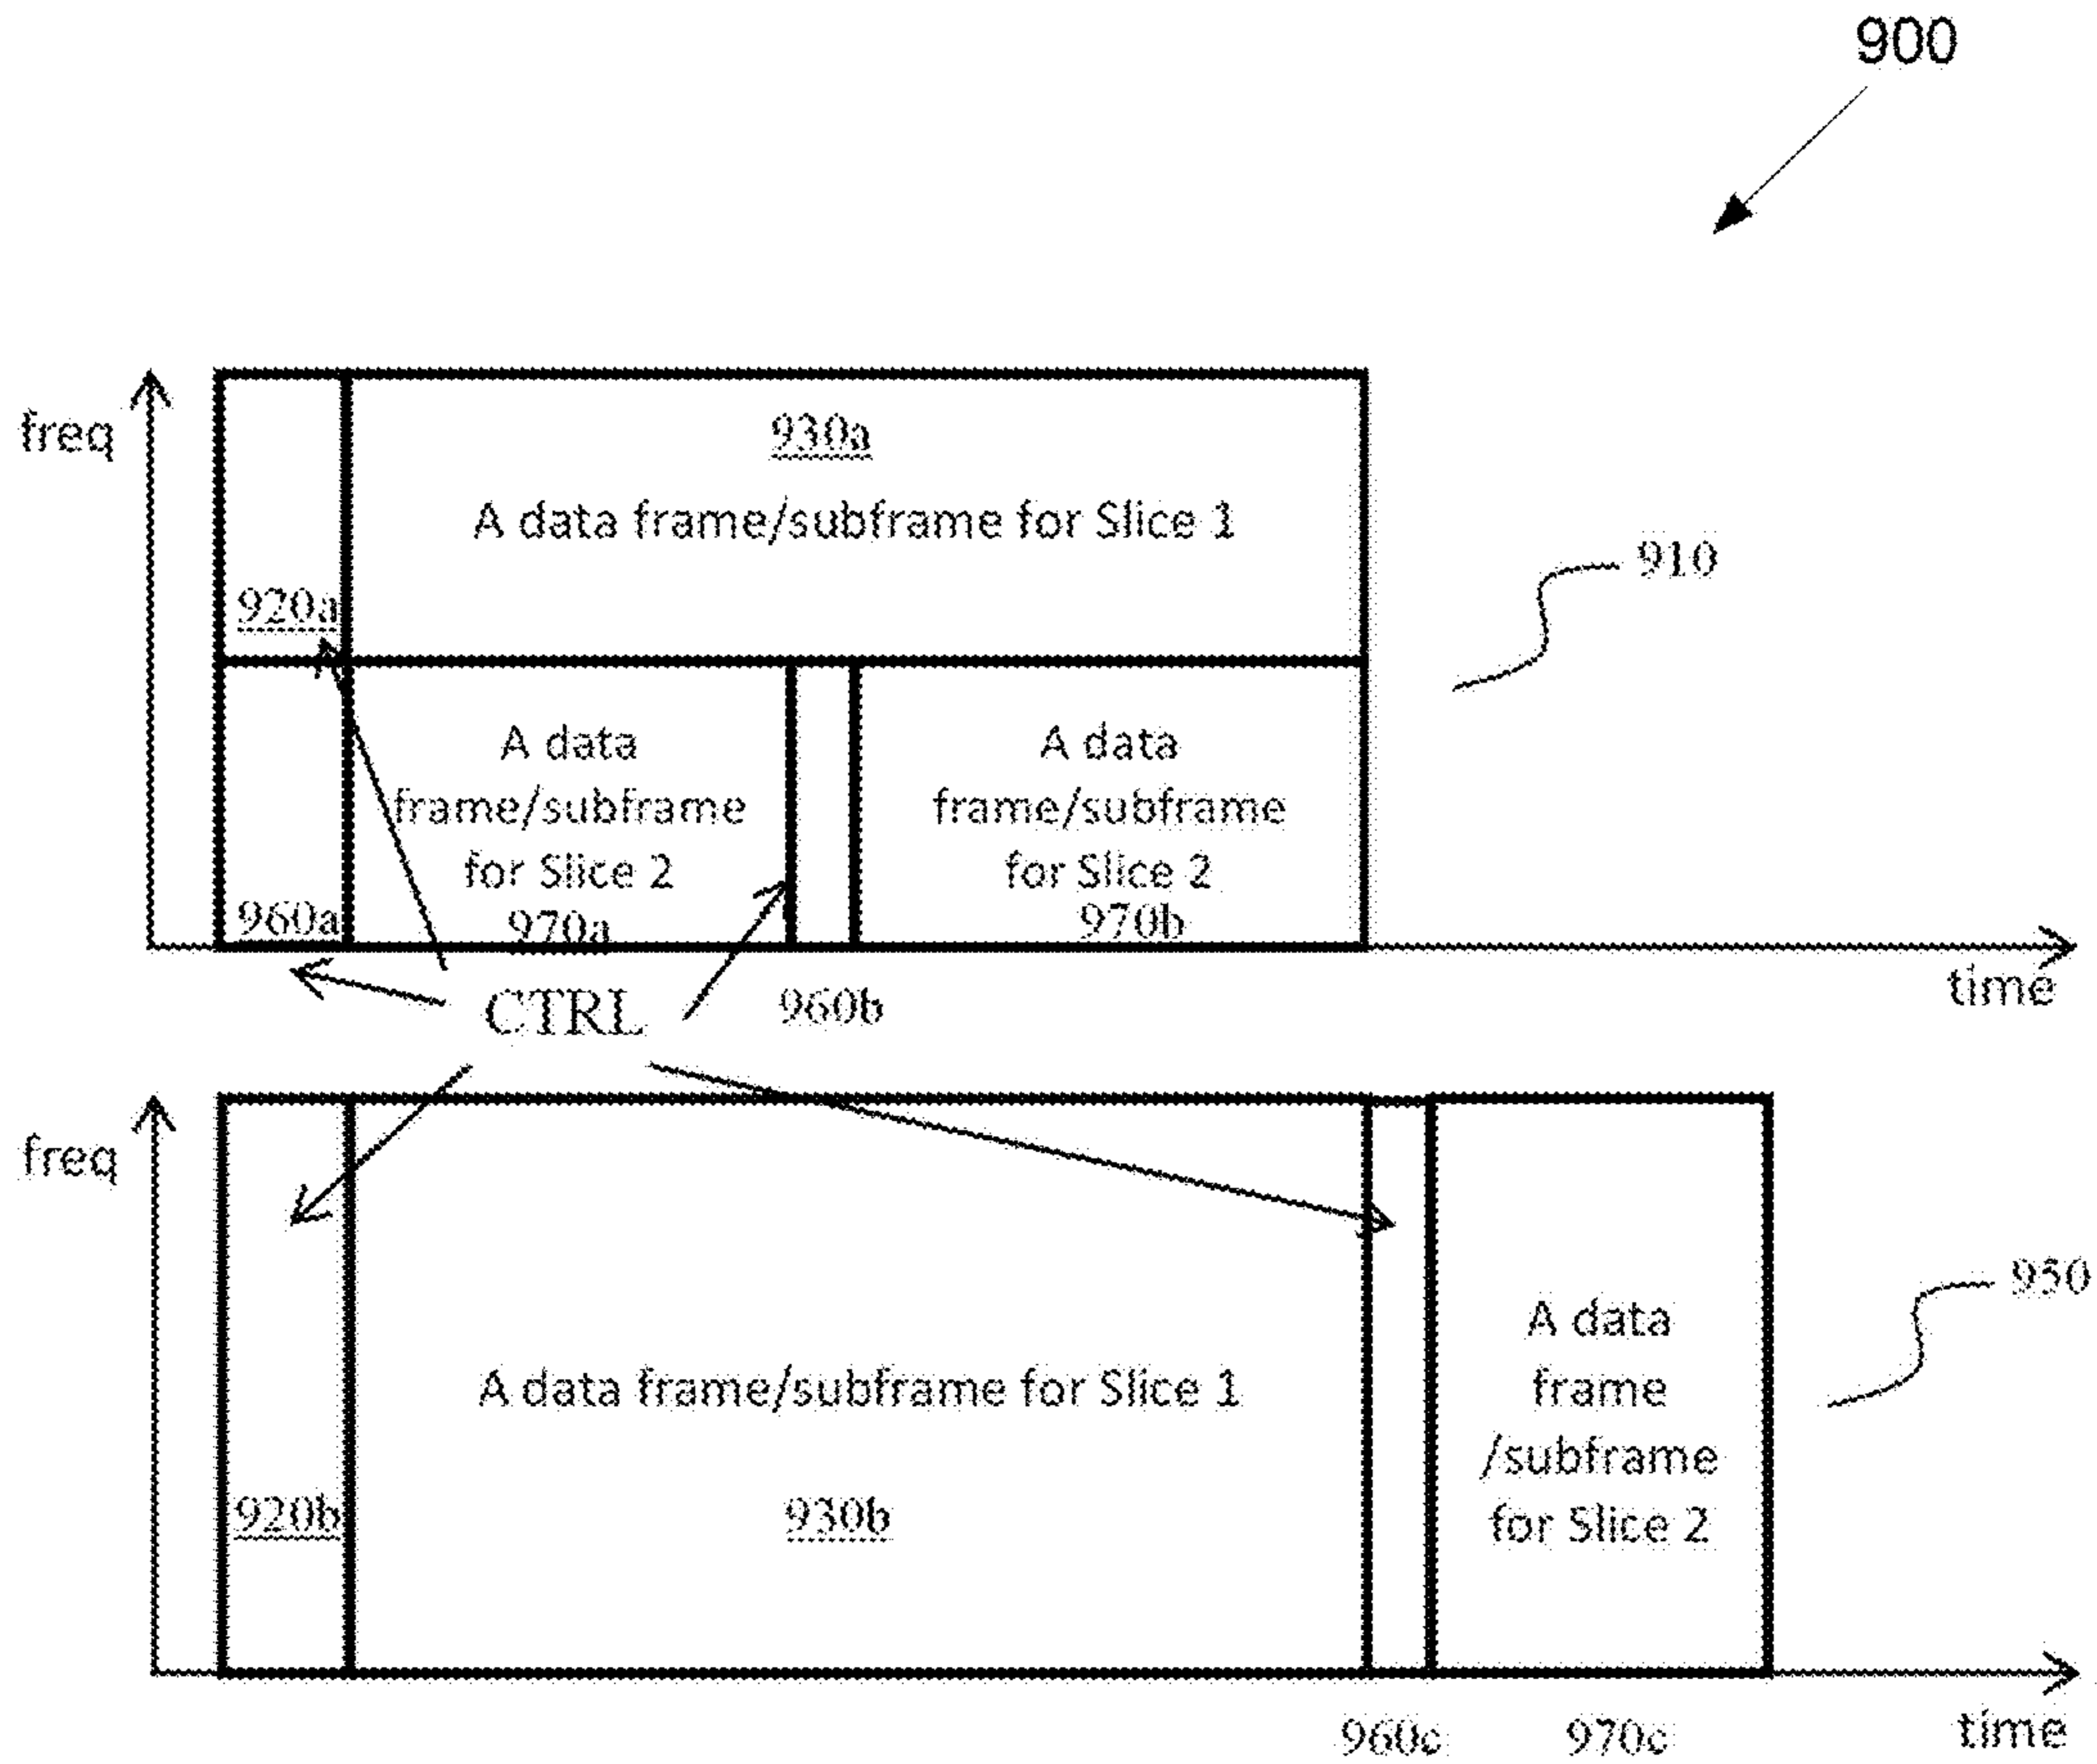 900
freq
930a
A data frame/subframe for Slice 1
910
920a
A data
frame/subframe
for Slice 2
970a
A data
frame/subframe
for Slice 2
970b
960a
time
CTRL
960b
freq
950
A data
frame
/subframe
for Slice 2
A data frame/subframe for Slice 1
920b
930b
960c
970c
time